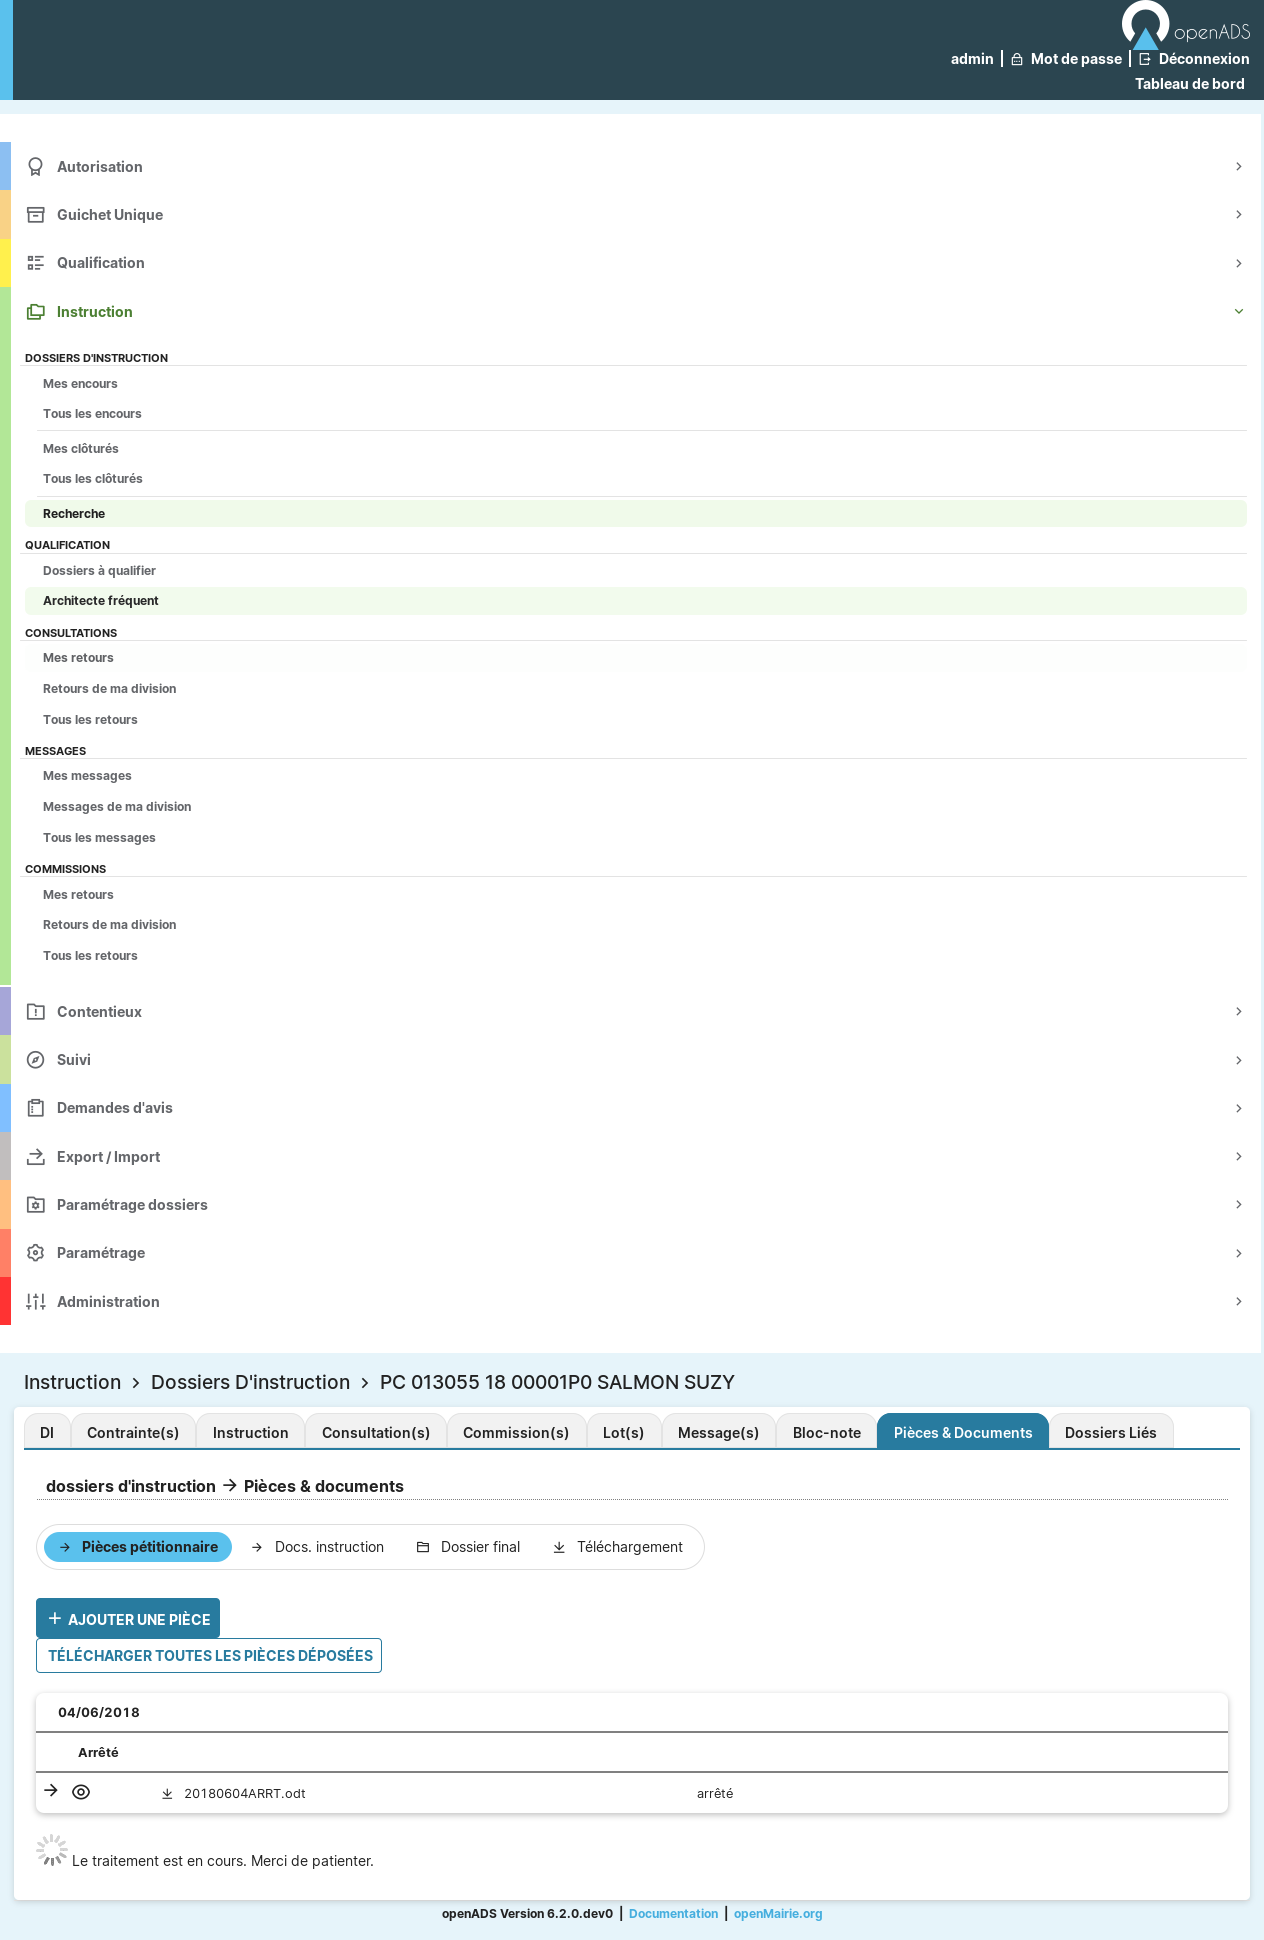 openADS
admin | Mot de passe | Déconnexion
Tableau de bord
Autorisation
Guichet Unique
Qualification
Instruction
DOSSIERS D'INSTRUCTION
Mes encours
Tous les encours
Mes clôturés
Tous les clôturés
Recherche
QUALIFICATION
Dossiers à qualifier
Architecte fréquent
CONSULTATIONS
Mes retours
Retours de ma division
Tous les retours
MESSAGES
Mes messages
Messages de ma division
Tous les messages
COMMISSIONS
Mes retours
Retours de ma division
Tous les retours
Contentieux
Suivi
Demandes d'avis
Export / Import
Paramétrage dossiers
Paramétrage
Administration
Instruction > Dossiers D'instruction > PC 013055 18 00001P0 SALMON SUZY
DI Contrainte(s) Instruction Consultation(s) Commission(s) Lot(s) Message(s) Bloc-note Pièces & Documents Dossiers Liés
dossiers d'instruction → Pièces & documents
→ Pièces pétitionnaire → Docs. instruction Dossier final Téléchargement
+ AJOUTER UNE PIÈCE
TÉLÉCHARGER TOUTES LES PIÈCES DÉPOSÉES
04/06/2018
Arrêté
→ 20180604ARRT.odt arrêté
Le traitement est en cours. Merci de patienter.
openADS Version 6.2.0.dev0 | Documentation | openMairie.org